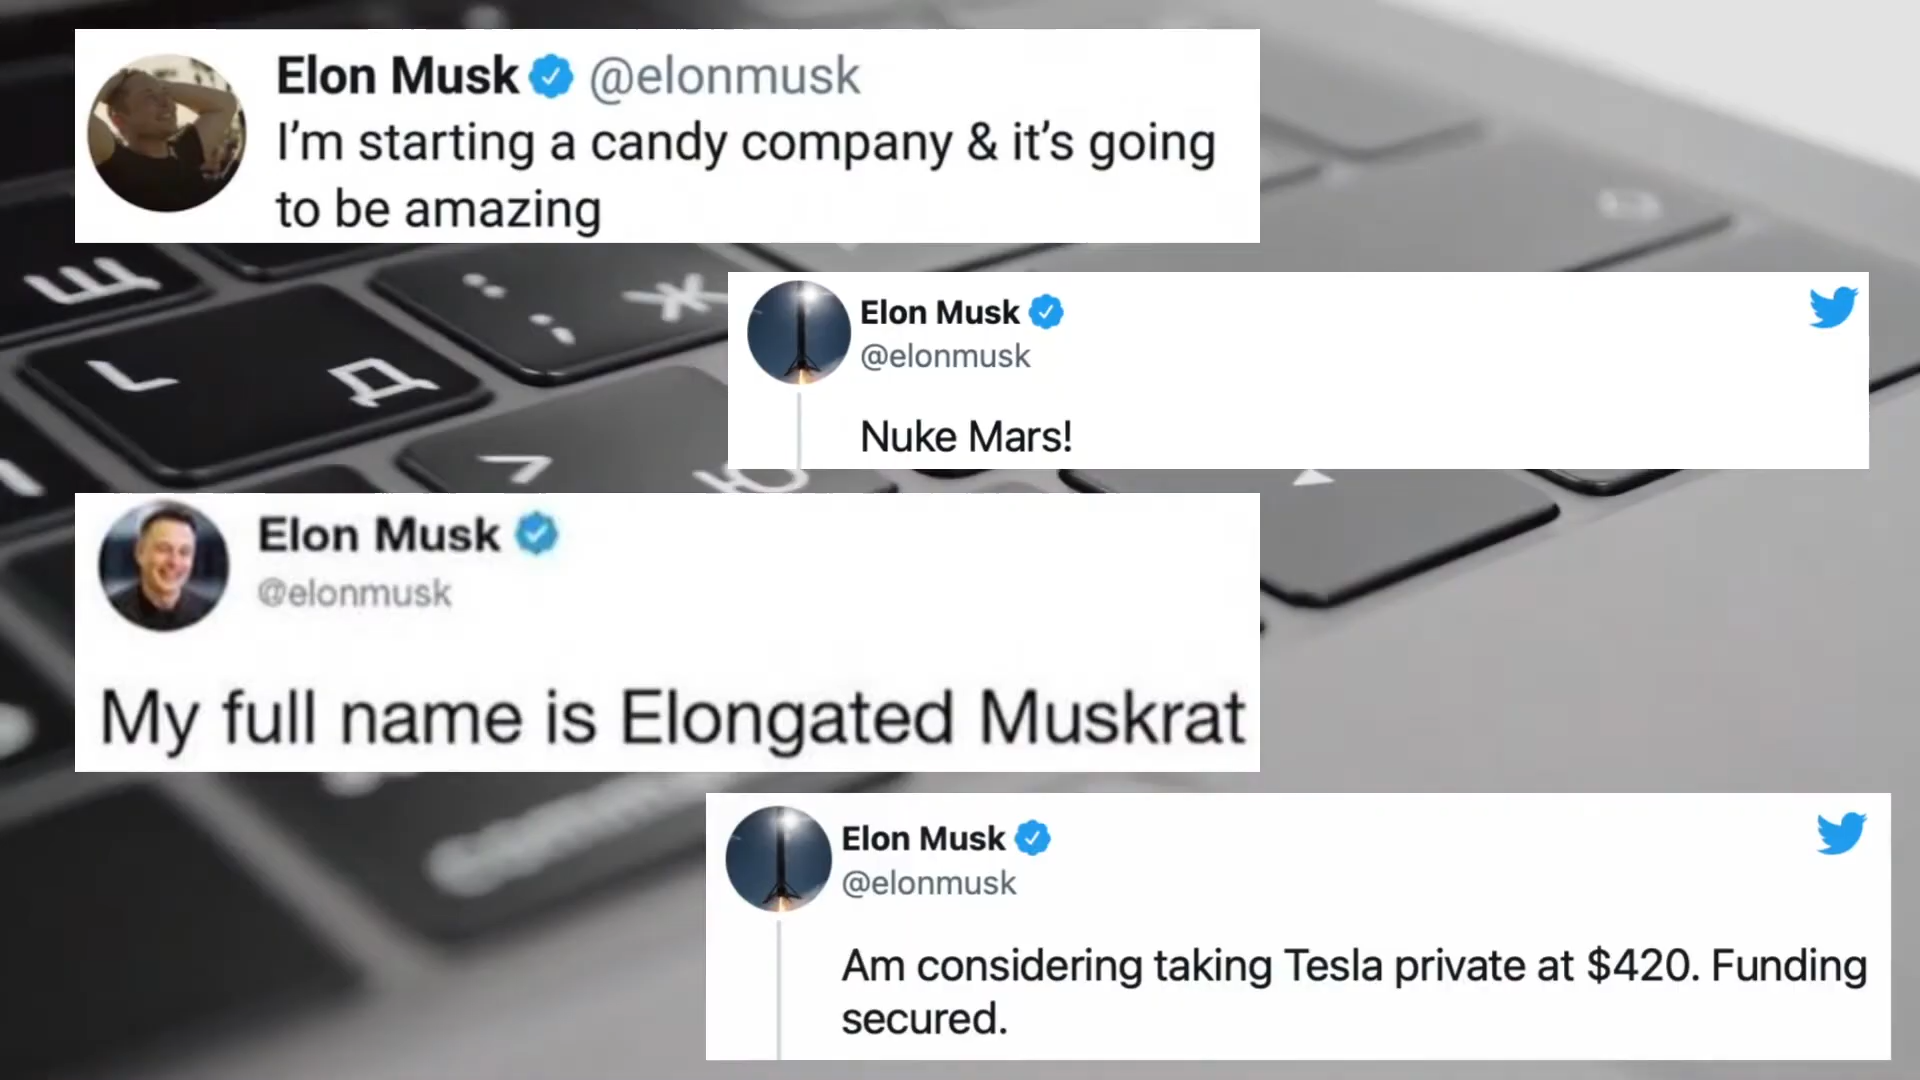 Elon Musk @elonmusk
I’m starting a candy company & it’s going
to be amazing
Щ
Ж
Д
Ю
Elon Musk
@elonmusk
Nuke Mars!
Elon Musk
@elonmusk
My full name is Elongated Muskrat
Elon Musk
@elonmusk
Am considering taking Tesla private at $420. Funding
secured.